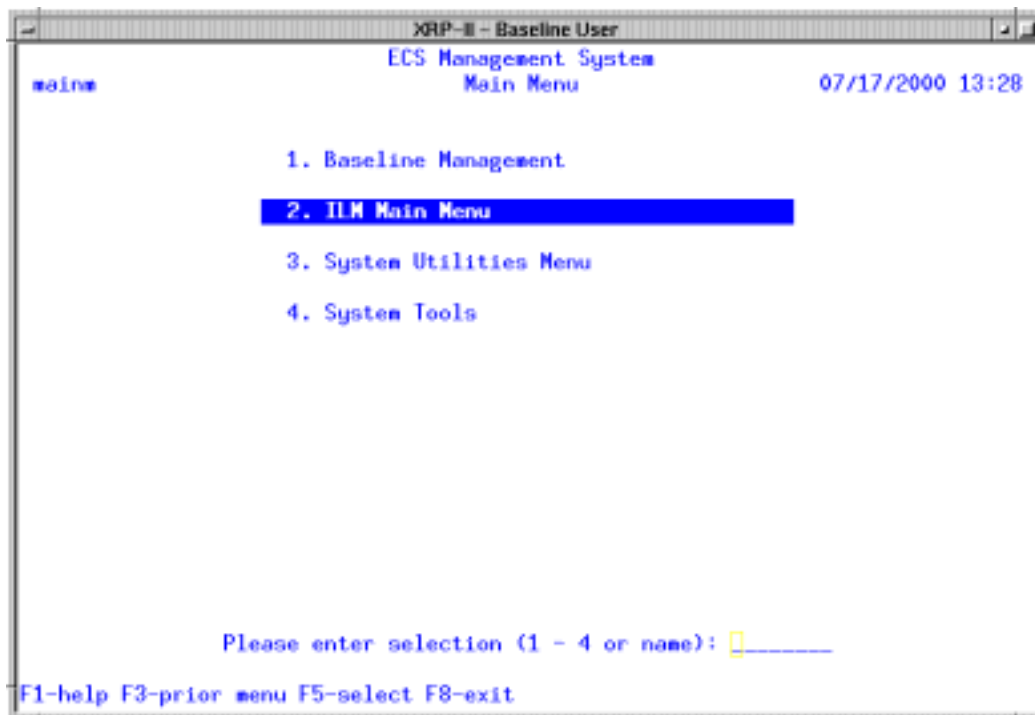 XRP-II - Baseline User
ECS Management System
mainm Main Menu 07/17/2000 13:28
1. Baseline Management
2. ILM Main Menu
3. System Utilities Menu
4. System Tools
Please enter selection (1 - 4 or name): ________
F1-help F3-prior menu F5-select F8-exit